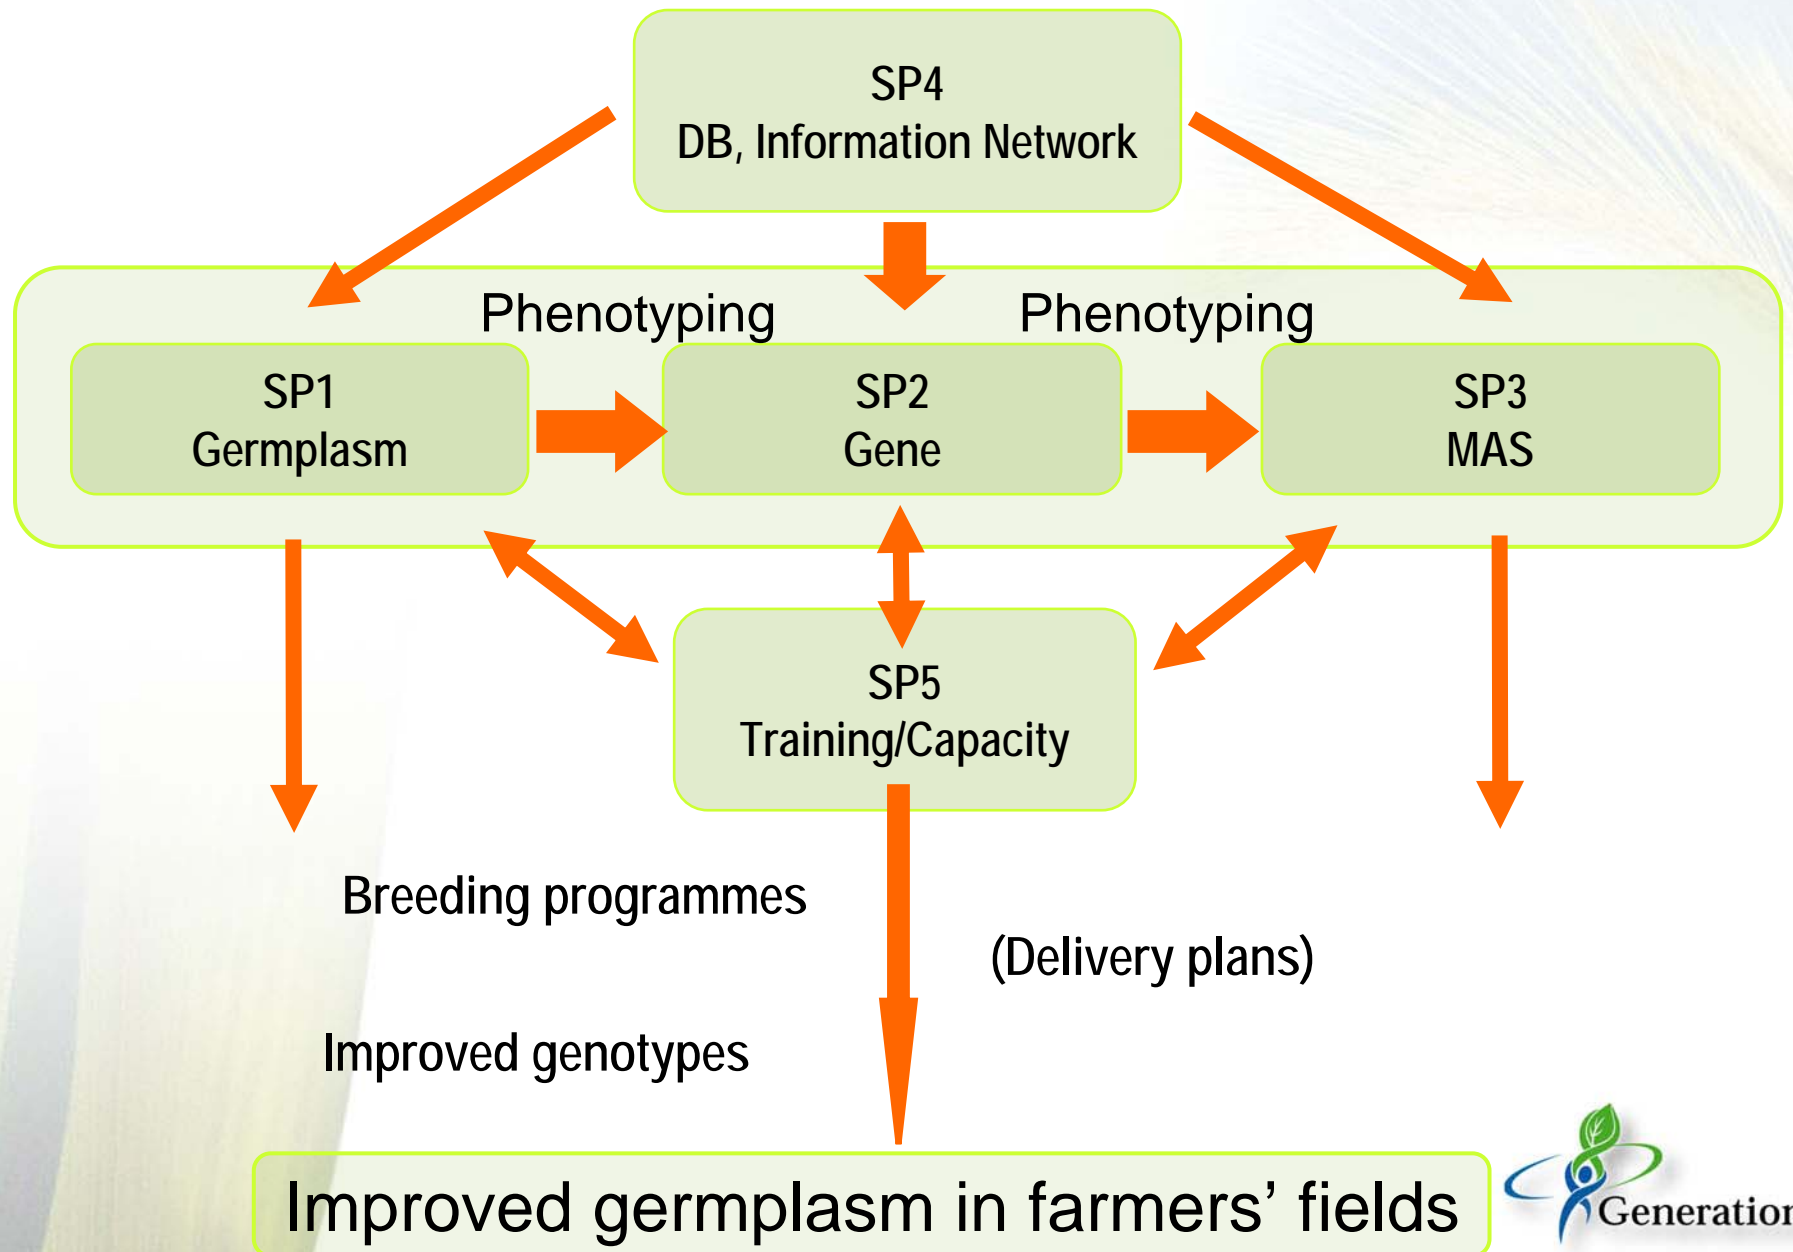 SP4
DB, Information Network
Phenotyping
Phenotyping
SP1
Germplasm
SP2
Gene
SP3
MAS
SP5
Training/Capacity
Breeding programmes
(Delivery plans)
Improved genotypes
Improved germplasm in farmers’ fields
Generation